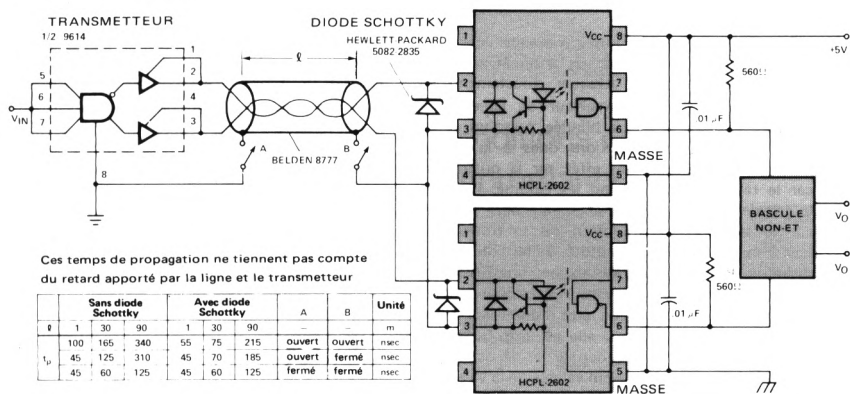 TRANSMETTEUR
1/2 9614
1
2
4
3
5
6
7
8
V_IN
ℓ
A
B
BELDEN 8777
DIODE SCHOTTKY
HEWLETT-PACKARD
5082 2835
1
2
3
4
V_CC
8
7
6
5
HCPL-2602
MASSE
+5V
560Ω
.01 µF
1
2
3
4
V_CC
8
7
6
5
HCPL-2602
MASSE
560Ω
.01 µF
BASCULE
NON-ET
V_O
V_O
Ces temps de propagation ne tiennent pas compte
du retard apporté par la ligne et le transmetteur
Sans diode Schottky Avec diode Schottky A B Unité
ℓ 1 30 90 1 30 90 – – m
t_p 100 165 340 55 75 215 ouvert ouvert nsec
45 125 310 45 70 185 ouvert fermé nsec
45 60 125 45 60 125 fermé fermé nsec